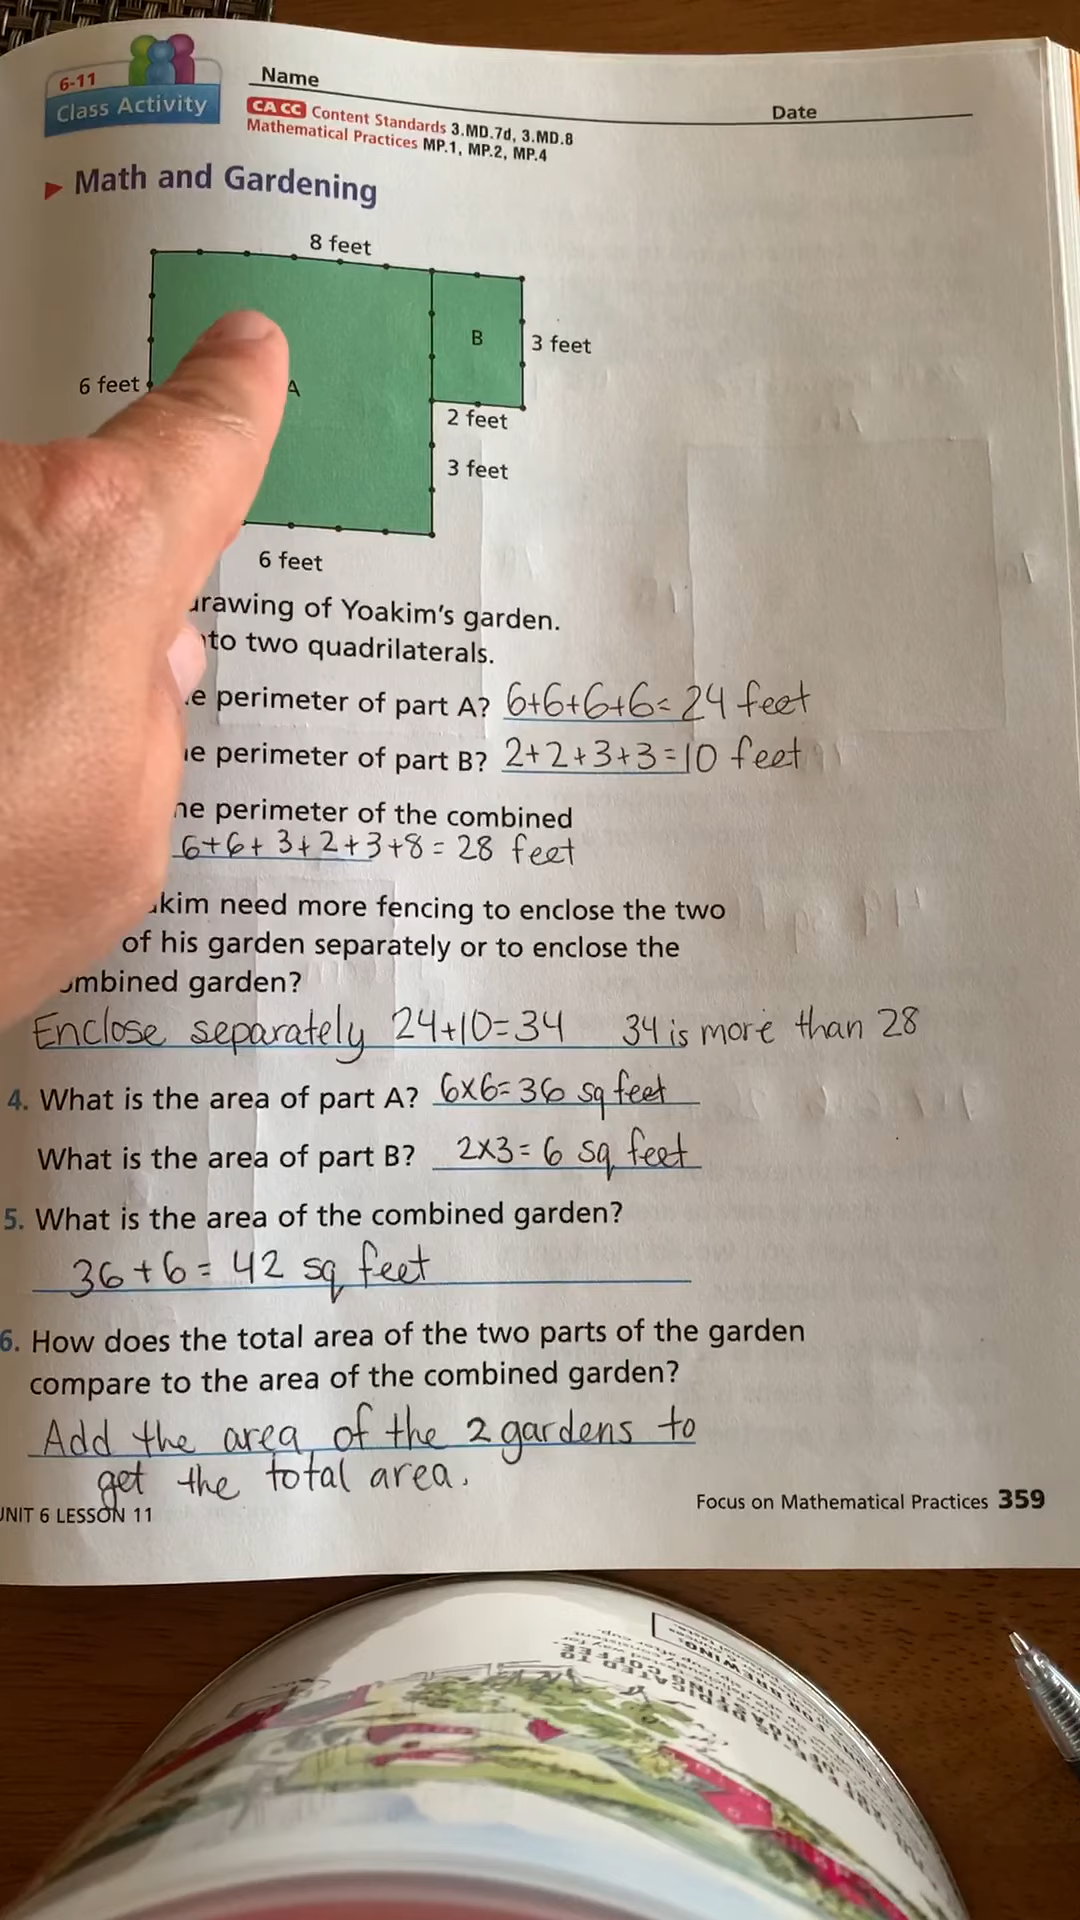 6-11
Class Activity
Name
Date
CA CC Content Standards 3.MD.7d, 3.MD.8
Mathematical Practices MP.1, MP.2, MP.4
Math and Gardening
8 feet
B
3 feet
6 feet
A
2 feet
3 feet
6 feet
drawing of Yoakim's garden.
to two quadrilaterals.
perimeter of part A? 6+6+6+6= 24 feet
perimeter of part B? 2+2+3+3=10 feet
perimeter of the combined
6+6+3+2+3+8= 28 feet
need more fencing to enclose the two
of his garden separately or to enclose the
garden?
Enclose separately 24+10=34 34 is more than 28
4. What is the area of part A? 6x6=36 sq feet
What is the area of part B? 2x3=6 sq feet
5. What is the area of the combined garden?
36+6= 42 sq feet
6. How does the total area of the two parts of the garden
compare to the area of the combined garden?
Add the area of the 2 gardens to
get the total area.
UNIT 6 LESSON 11
Focus on Mathematical Practices 359